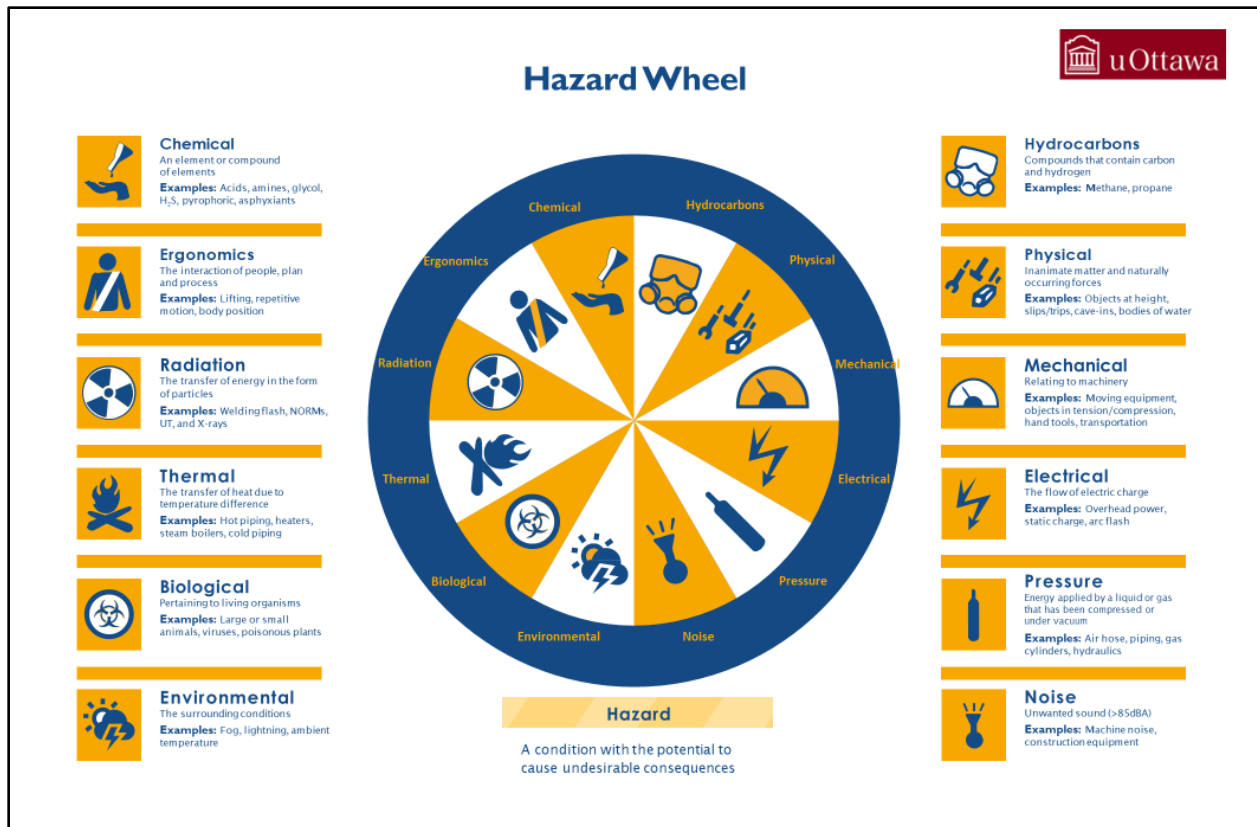 uOttawa
Hazard Wheel
Chemical
An element or compound
of elements
Examples: Acids, amines, glycol,
H₂S, pyrophoric, asphyxiants
Ergonomics
The interaction of people, plan
and process
Examples: Lifting, repetitive
motion, body position
Radiation
The transfer of energy in the form
of particles
Examples: Welding flash, NORMs,
UT, and X-rays
Thermal
The transfer of heat due to
temperature difference
Examples: Hot piping, heaters,
steam boilers, cold piping
Biological
Pertaining to living organisms
Examples: Large or small
animals, viruses, poisonous plants
Environmental
The surrounding conditions
Examples: Fog, lightning, ambient
temperature
Chemical
Hydrocarbons
Ergonomics
Physical
Radiation
Mechanical
Thermal
Electrical
Biological
Pressure
Environmental
Noise
Hazard
A condition with the potential to
cause undesirable consequences
Hydrocarbons
Compounds that contain carbon
and hydrogen
Examples: Methane, propane
Physical
Inanimate matter and naturally
occurring forces
Examples: Objects at height,
slips/trips, cave-ins, bodies of water
Mechanical
Relating to machinery
Examples: Moving equipment,
objects in tension/compression,
hand tools, transportation
Electrical
The flow of electric charge
Examples: Overhead power,
static charge, arc flash
Pressure
Energy applied by a liquid or gas
that has been compressed or
under vacuum
Examples: Air hose, piping, gas
cylinders, hydraulics
Noise
Unwanted sound (>85dBA)
Examples: Machine noise,
construction equipment